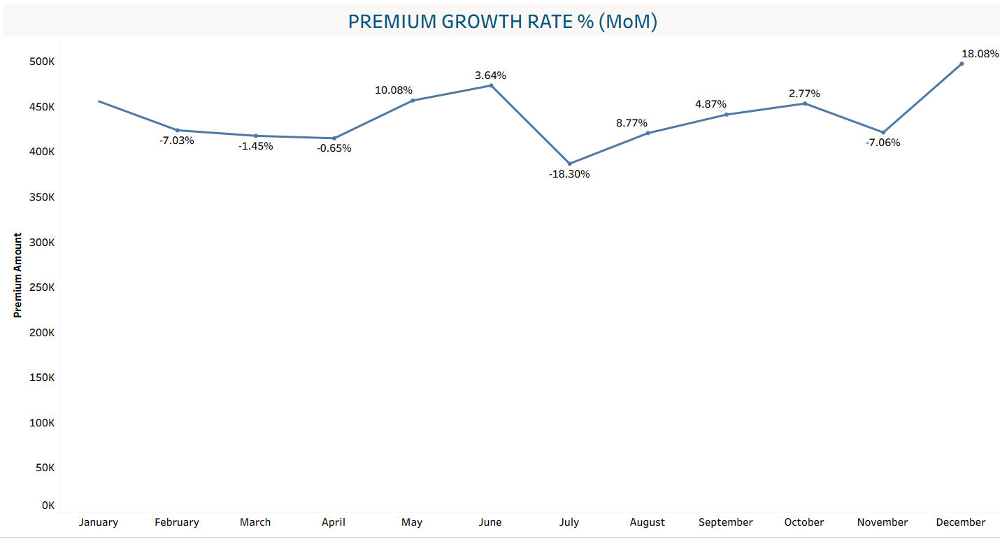 PREMIUM GROWTH RATE % (MoM)
Premium Amount
500K
450K
400K
350K
300K
250K
200K
150K
100K
50K
0K
-7.03%
-1.45%
-0.65%
10.08%
3.64%
-18.30%
8.77%
4.87%
2.77%
-7.06%
18.08%
January February March April May June July August September October November December